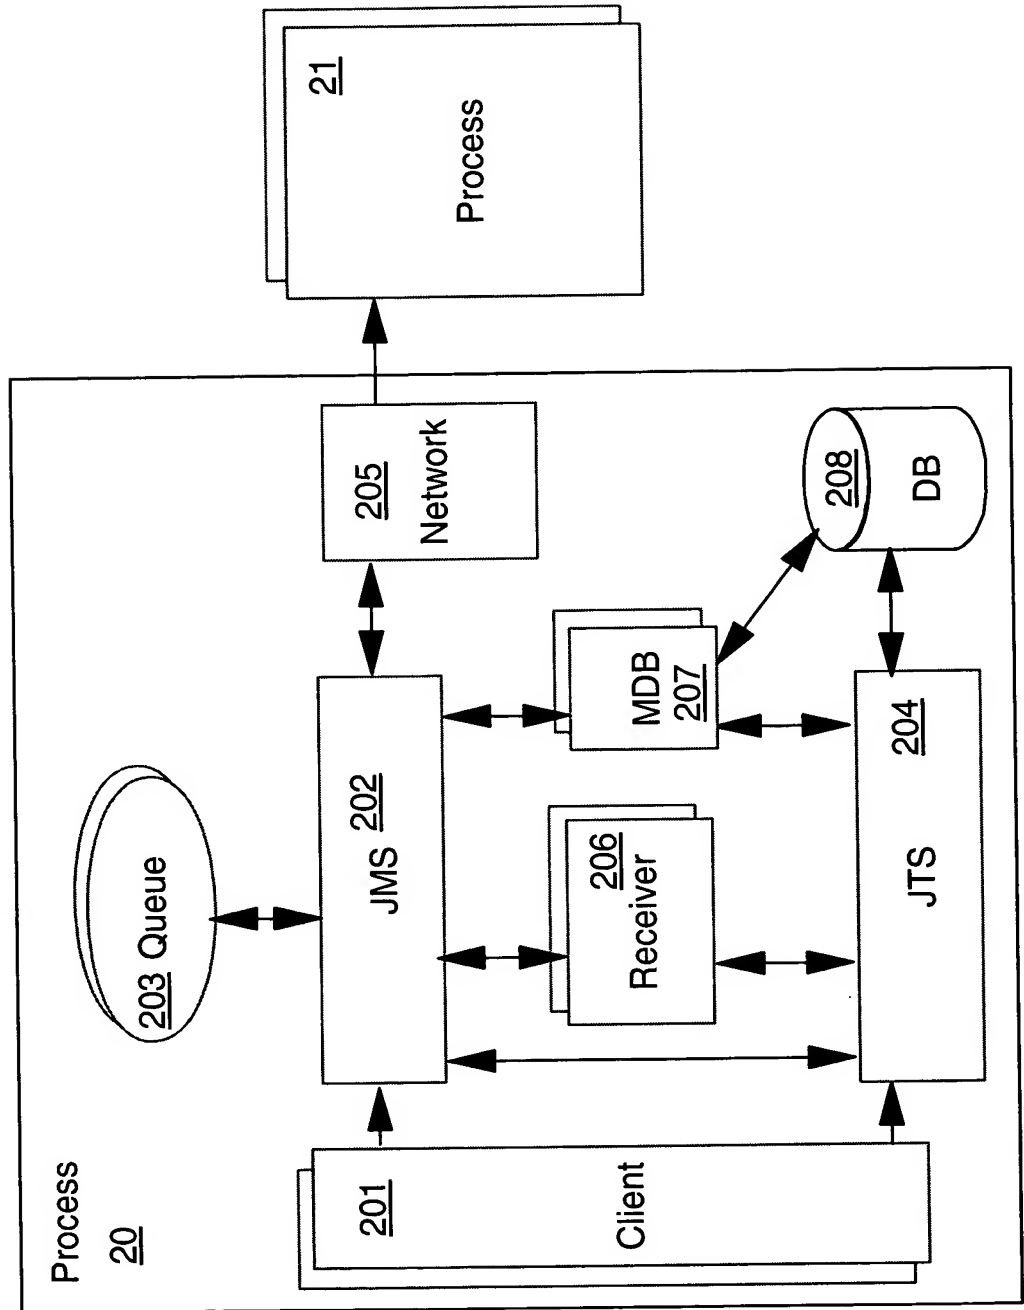 Process
20
203 Queue
201
Client
JMS 202
206
Receiver
MDB
207
JTS 204
205
Network
208
DB
21
Process